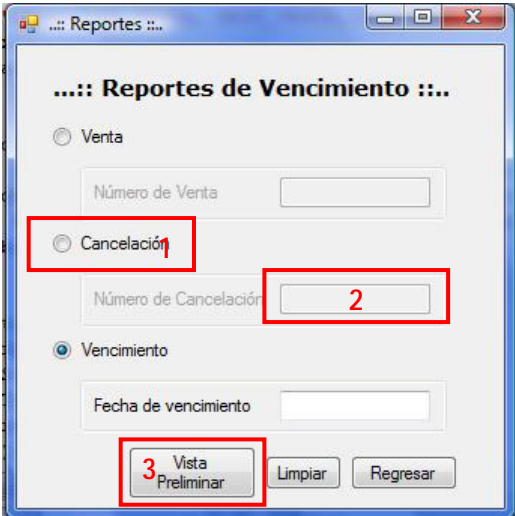 ..:: Reportes ::..
...:: Reportes de Vencimiento ::..
Venta
Número de Venta
Cancelación
1
Número de Cancelación
2
Vencimiento
Fecha de vencimiento
3
Vista
Preliminar
Limpiar
Regresar